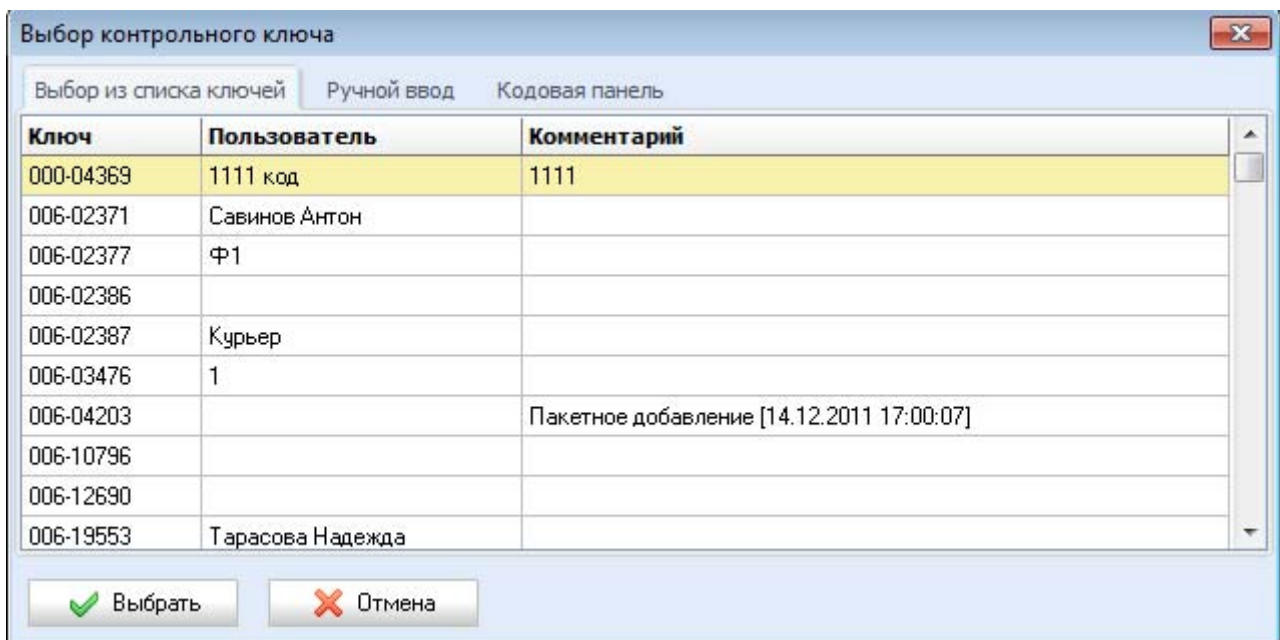 Выбор контрольного ключа
Выбор из списка ключей Ручной ввод Кодовая панель
Ключ Пользователь Комментарий
000-04369 1111 код 1111
006-02371 Савинов Антон
006-02377 Ф1
006-02386
006-02387 Курьер
006-03476 1
006-04203 Пакетное добавление [14.12.2011 17:00:07]
006-10796
006-12690
006-19553 Тарасова Надежда
Выбрать Отмена